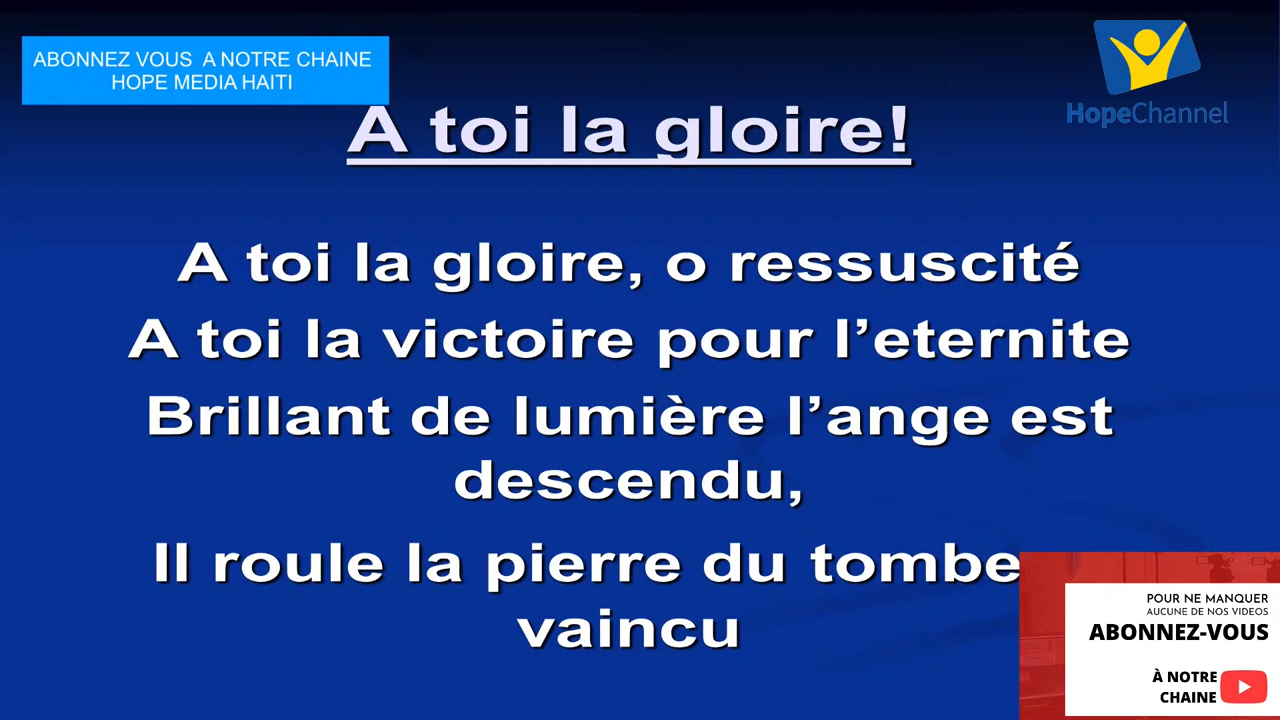 ABONNEZ VOUS A NOTRE CHAINE
HOPE MEDIA HAITI
HopeChannel
A toi la gloire!
A toi la gloire, o ressuscité
A toi la victoire pour l’eternite
Brillant de lumière l’ange est
descendu,
Il roule la pierre du tombe
vaincu
POUR NE MANQUER
AUCUNE DE NOS VIDEOS
ABONNEZ-VOUS
À NOTRE
CHAINE